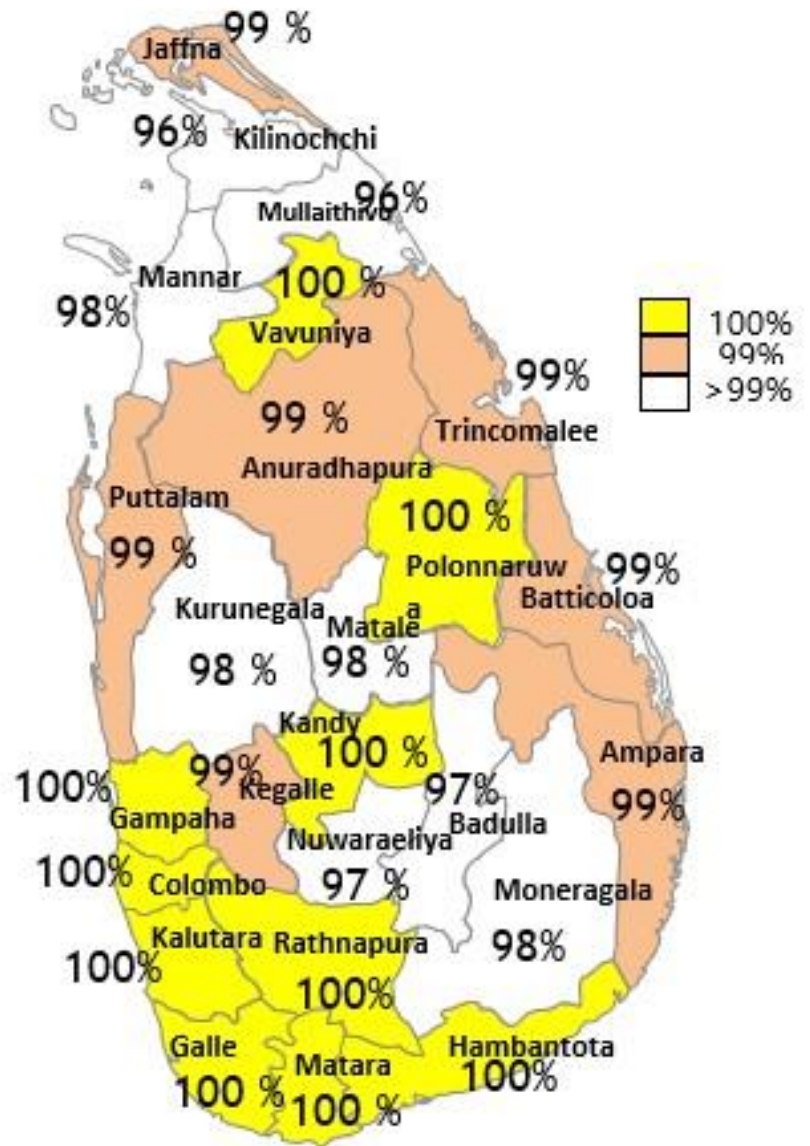 99 %
Jaffna
96%
Kilinochchi
96%
Mullaithivu
Mannar
100 %
98%
Vavuniya
100%
99%
>99%
99%
99 %
Trincomalee
Anuradhapura
Puttalam
100 %
99 %
Polonnaruw
a
99%
Batticoloa
Kurunegala
Matale
98 %
98 %
Kandy
100 %
Ampara
99%
100%
99%
Kegalle
97%
Gampaha
Nuwaraeliya
Badulla
100%
Colombo
97 %
Moneragala
Kalutara
Rathnapura
98%
100%
100%
Galle
Matara
Hambantota
100 %
100 %
100%